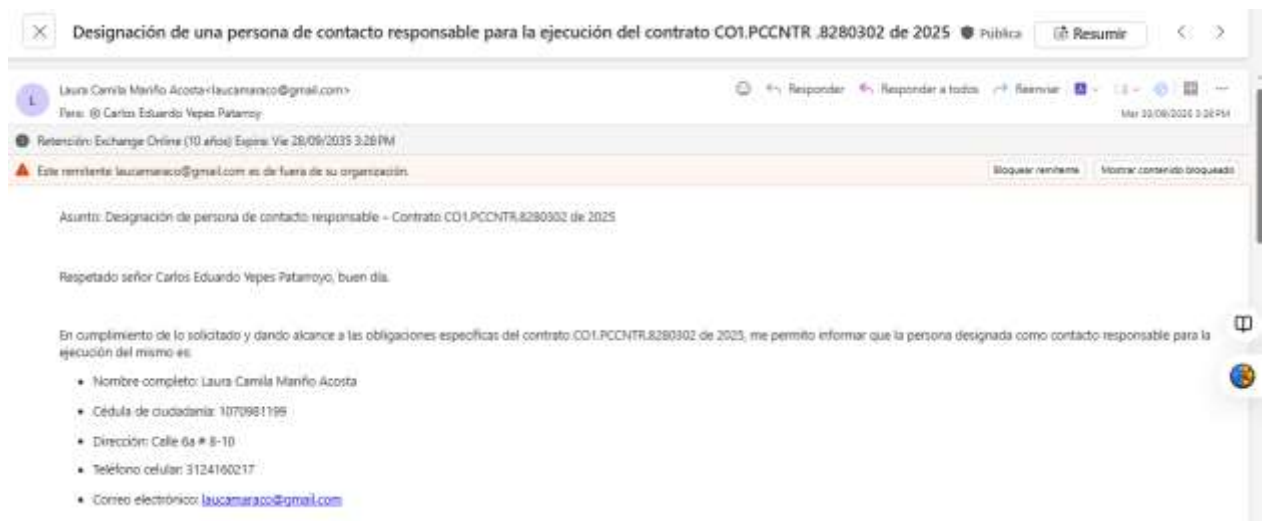 Designación de una persona de contacto responsable para la ejecución del contrato CO1.PCCNTR .8280302 de 2025 Pública Resumir
L
Laura Camila Mariño Acosta<laucamaraco@gmail.com>
Para: Carlos Eduardo Yepes Patarroy
Responder Responder a todos Reenviar
Mar 3:28 PM
Retención: Exchange Online (10 años) Expira: Vie 28/09/2035 3:28 PM
Este remitente laucamaraco@gmail.com es de fuera de su organización.
Bloquear remitente Mostrar contenido bloqueado
Asunto: Designación de persona de contacto responsable – Contrato CO1.PCCNTR.8280302 de 2025
Respetado señor Carlos Eduardo Yepes Patarroyo, buen día.
En cumplimiento de lo solicitado y dando alcance a las obligaciones específicas del contrato CO1.PCCNTR.8280302 de 2025, me permito informar que la persona designada como contacto responsable para la
ejecución del mismo es:
• Nombre completo: Laura Camila Mariño Acosta
• Cédula de ciudadanía: 1070981199
• Dirección: Calle 6a # 8-10
• Teléfono celular: 3124160217
• Correo electrónico: laucamaraco@gmail.com